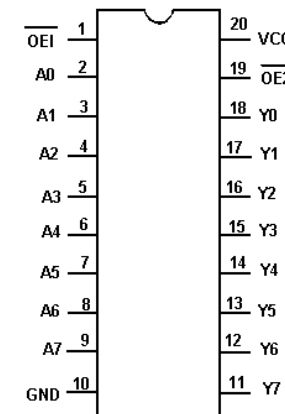 OEI 1 20 VCC
A0 2 19 OE2
A1 3 18 Y0
A2 4 17 Y1
A3 5 16 Y2
A4 6 15 Y3
A5 7 14 Y4
A6 8 13 Y5
A7 9 12 Y6
GND 10 11 Y7